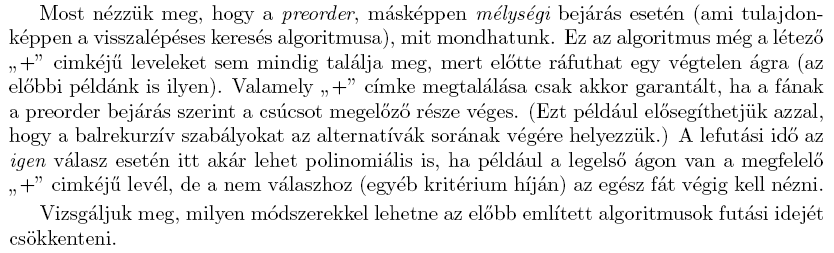 Most nézzük meg, hogy a preorder, másképpen mélységi bejárás esetén (ami tulajdon-
képpen a visszalépéses keresés algoritmusa), mit mondhatunk. Ez az algoritmus még a létező
„+” cimkéjű leveleket sem mindig találja meg, mert előtte ráfuthat egy végtelen ágra (az
előbbi példánk is ilyen). Valamely „+” címke megtalálása csak akkor garantált, ha a fának
a preorder bejárás szerint a csúcsot megelőző része véges. (Ezt például elősegíthetjük azzal,
hogy a balrekurzív szabályokat az alternatívák sorának végére helyezzük.) A lefutási idő az
igen válasz esetén itt akár lehet polinomiális is, ha például a legelső ágon van a megfelelő
„+” cimkéjű levél, de a nem válaszhoz (egyéb kritérium híján) az egész fát végig kell nézni.
Vizsgáljuk meg, milyen módszerekkel lehetne az előbb említett algoritmusok futási idejét
csökkenteni.